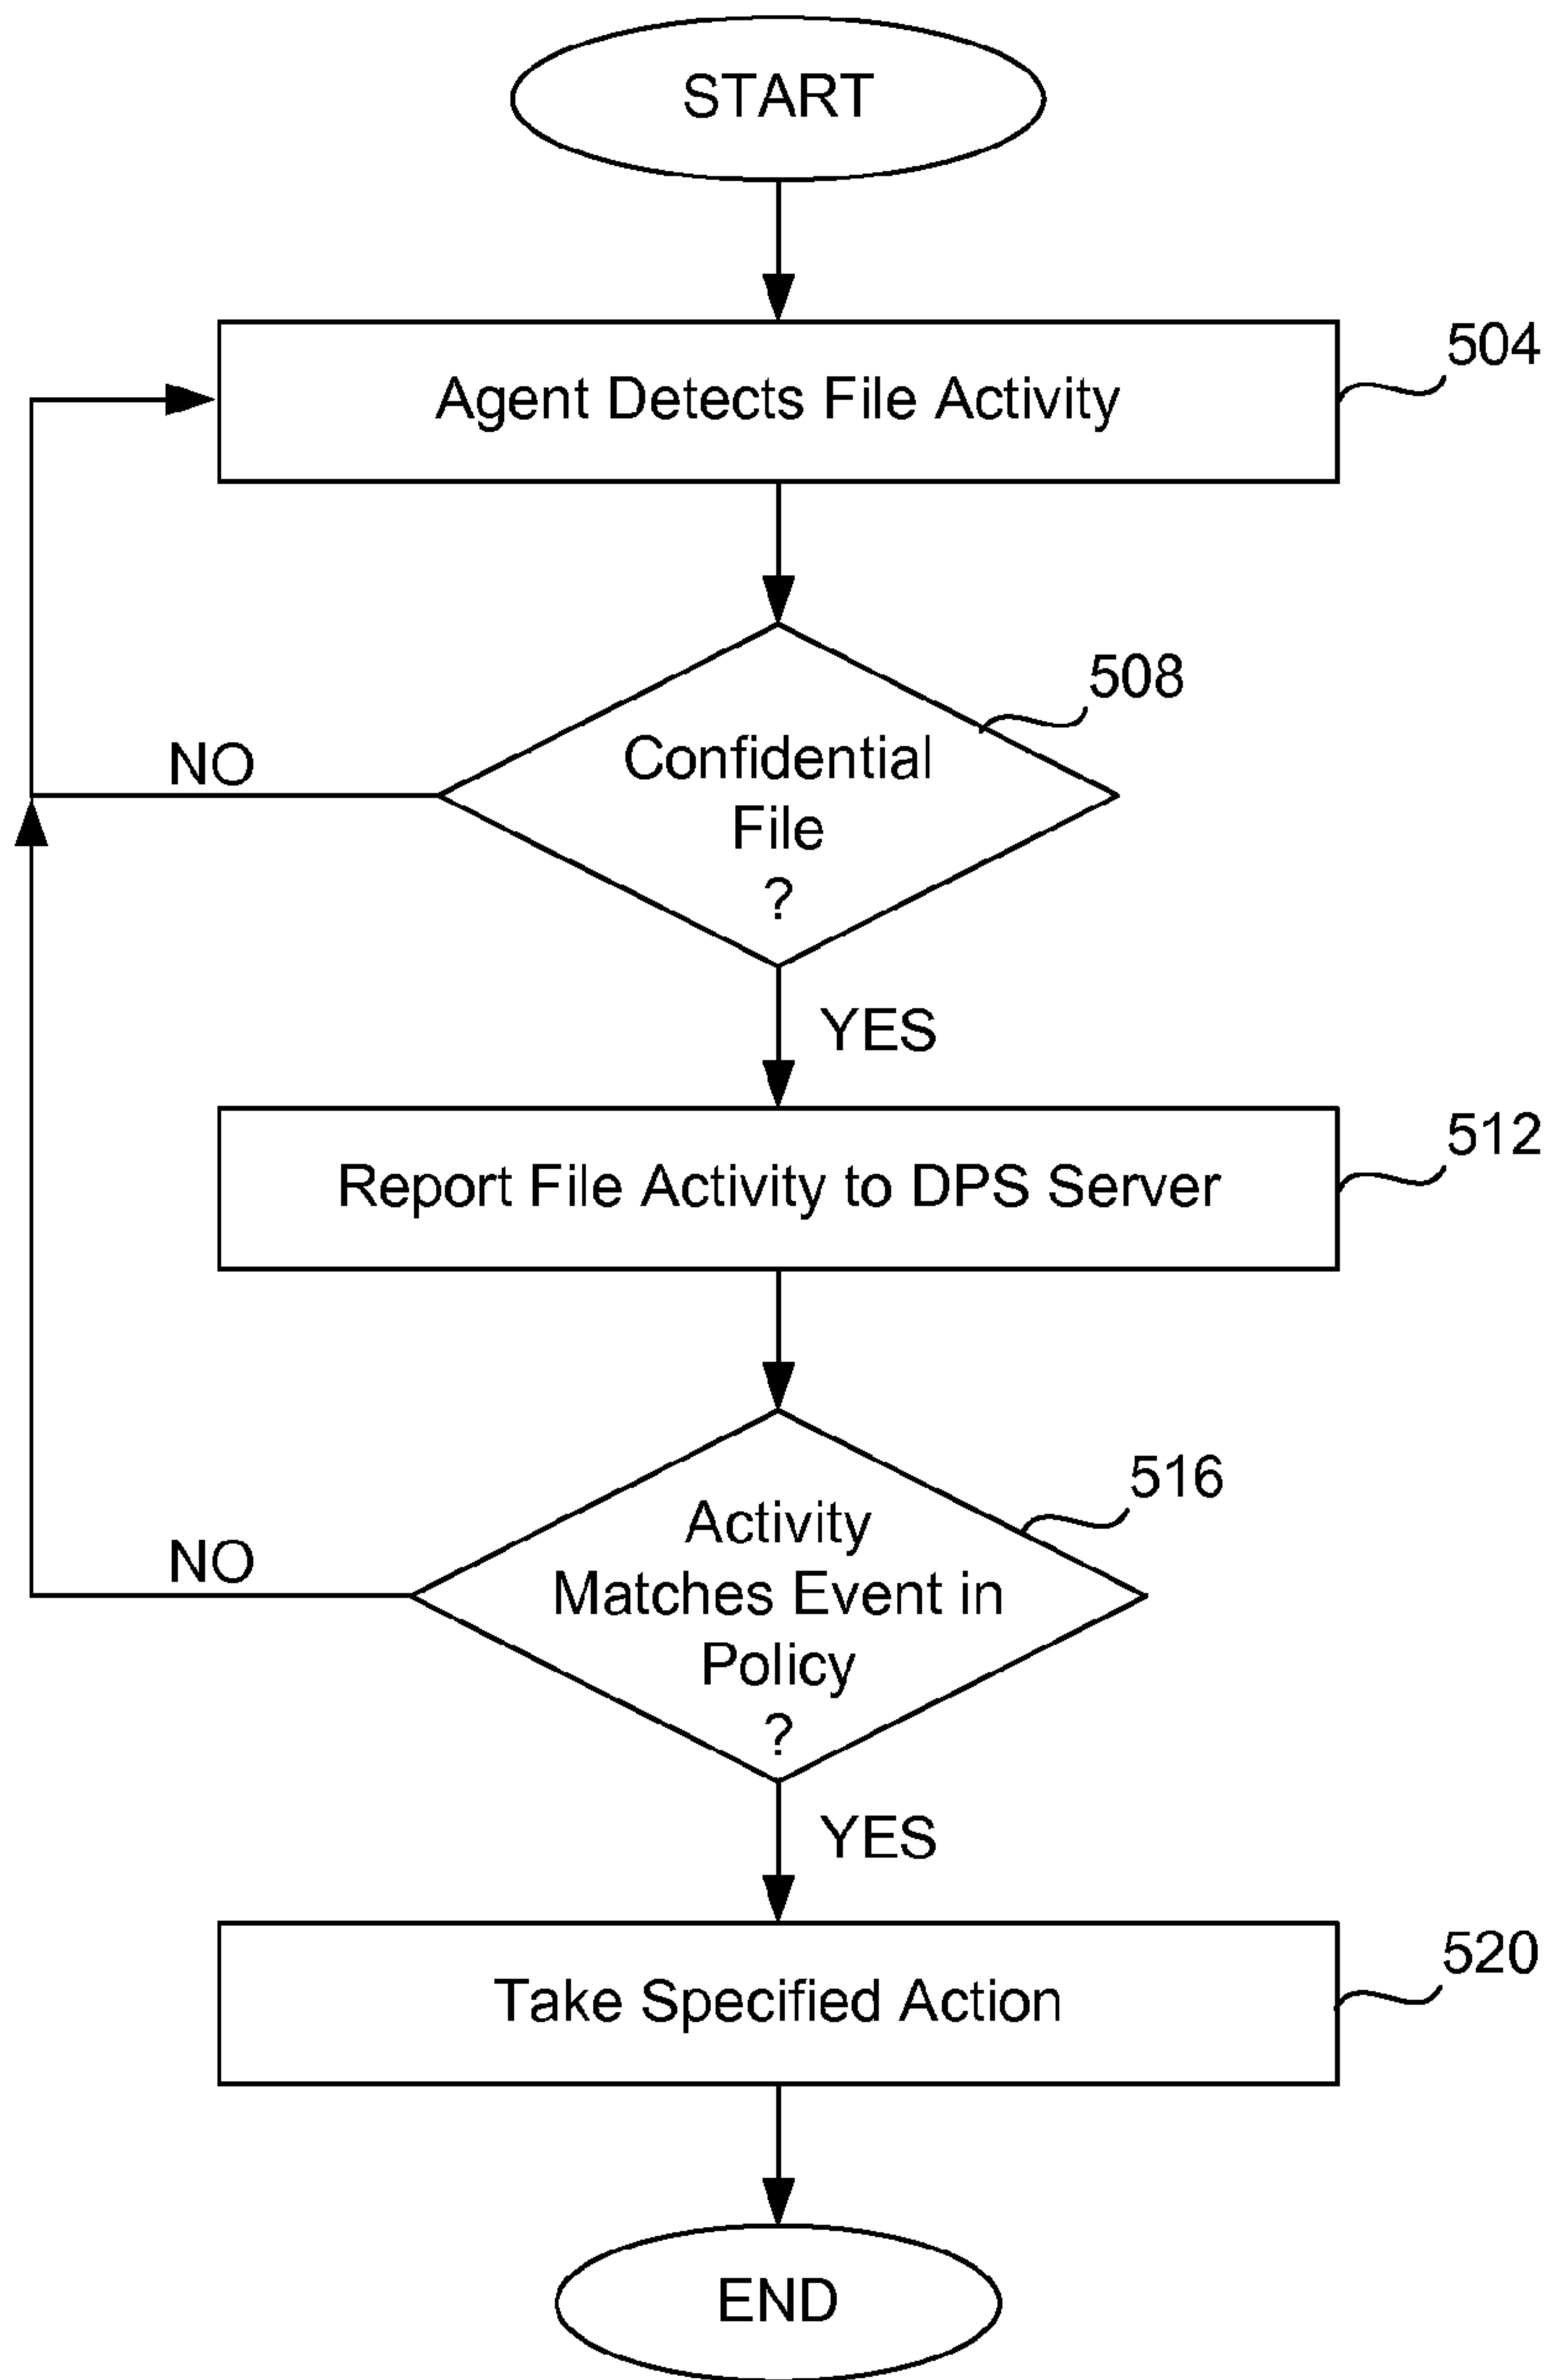 START
504
Agent Detects File Activity
508
Confidential
File
?
NO
YES
512
Report File Activity to DPS Server
516
Activity
Matches Event in
Policy
?
NO
YES
520
Take Specified Action
END